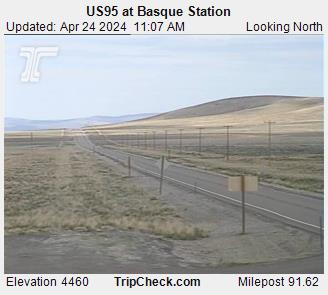 US95 at Basque Station
Updated: Apr 24 2024 11:07 AM
Looking North
Elevation 4460
TripCheck.com
Milepost 91.62